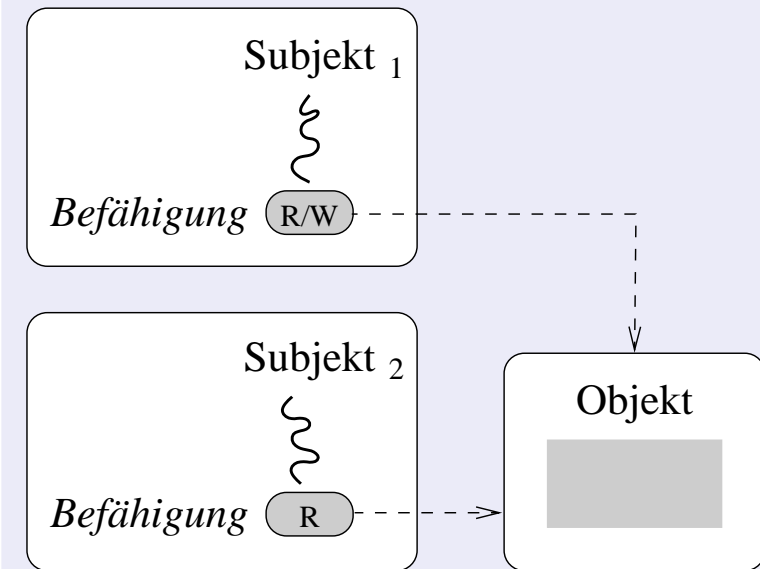 Subjekt 1
Befähigung R/W
Subjekt 2
Objekt
Befähigung R